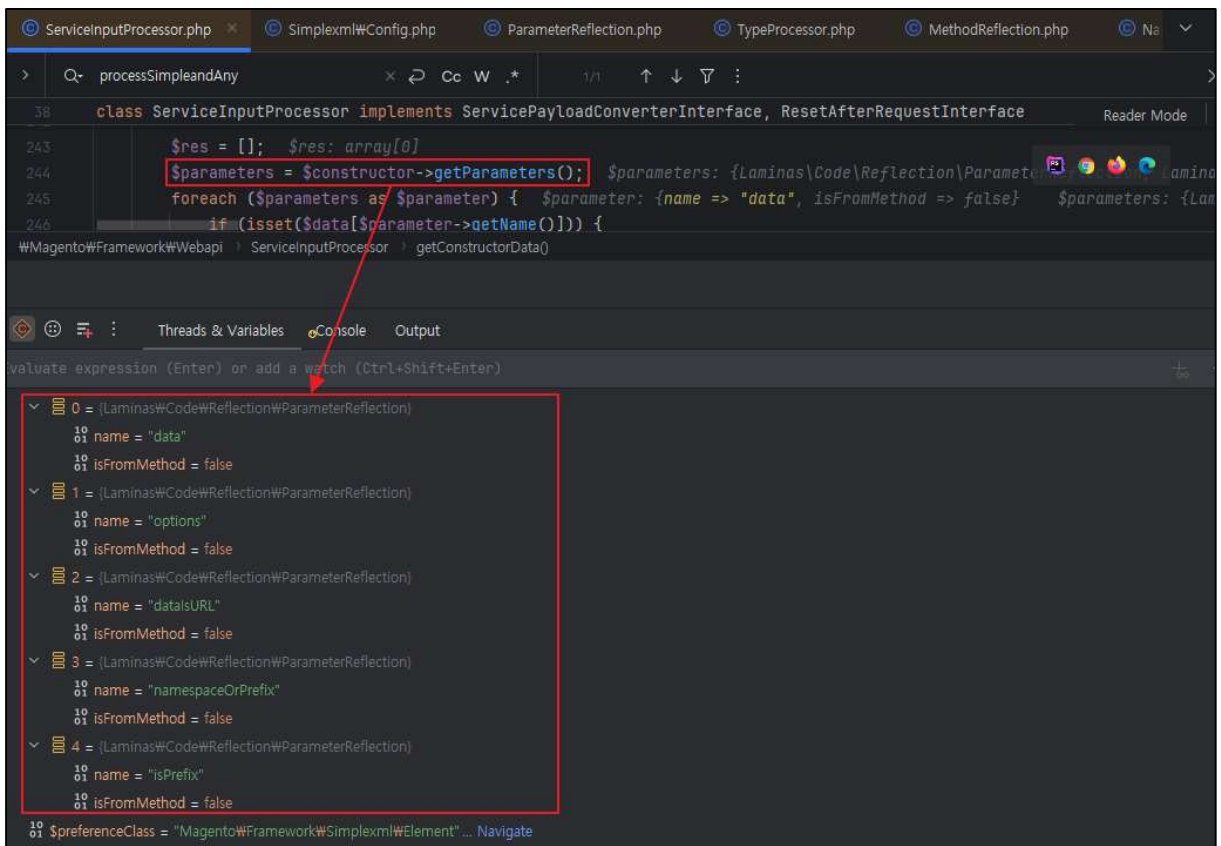 ServiceInputProcessor.php × Simplexml₩Config.php ParameterReflection.php TypeProcessor.php MethodReflection.php Na
processSimpleandAny × Cc W .* 1/1
38 class ServiceInputProcessor implements ServicePayloadConverterInterface, ResetAfterRequestInterface Reader Mode
243 $res = []; $res: array[0]
244 $parameters = $constructor->getParameters(); $parameters: {Laminas\Code\Reflection\Paramete lamina
245 foreach ($parameters as $parameter) { $parameter: {name => "data", isFromMethod => false} $parameters: {Lam
246 if (isset($data[$parameter->getName()])) {
₩Magento₩Framework₩Webapi › ServiceInputProcessor › getConstructorData()
Threads & Variables Console Output
Evaluate expression (Enter) or add a watch (Ctrl+Shift+Enter)
0 = {Laminas₩Code₩Reflection₩ParameterReflection}
name = "data"
isFromMethod = false
1 = {Laminas₩Code₩Reflection₩ParameterReflection}
name = "options"
isFromMethod = false
2 = {Laminas₩Code₩Reflection₩ParameterReflection}
name = "dataIsURL"
isFromMethod = false
3 = {Laminas₩Code₩Reflection₩ParameterReflection}
name = "namespaceOrPrefix"
isFromMethod = false
4 = {Laminas₩Code₩Reflection₩ParameterReflection}
name = "isPrefix"
isFromMethod = false
$preferenceClass = "Magento₩Framework₩Simplexml₩Element"... Navigate